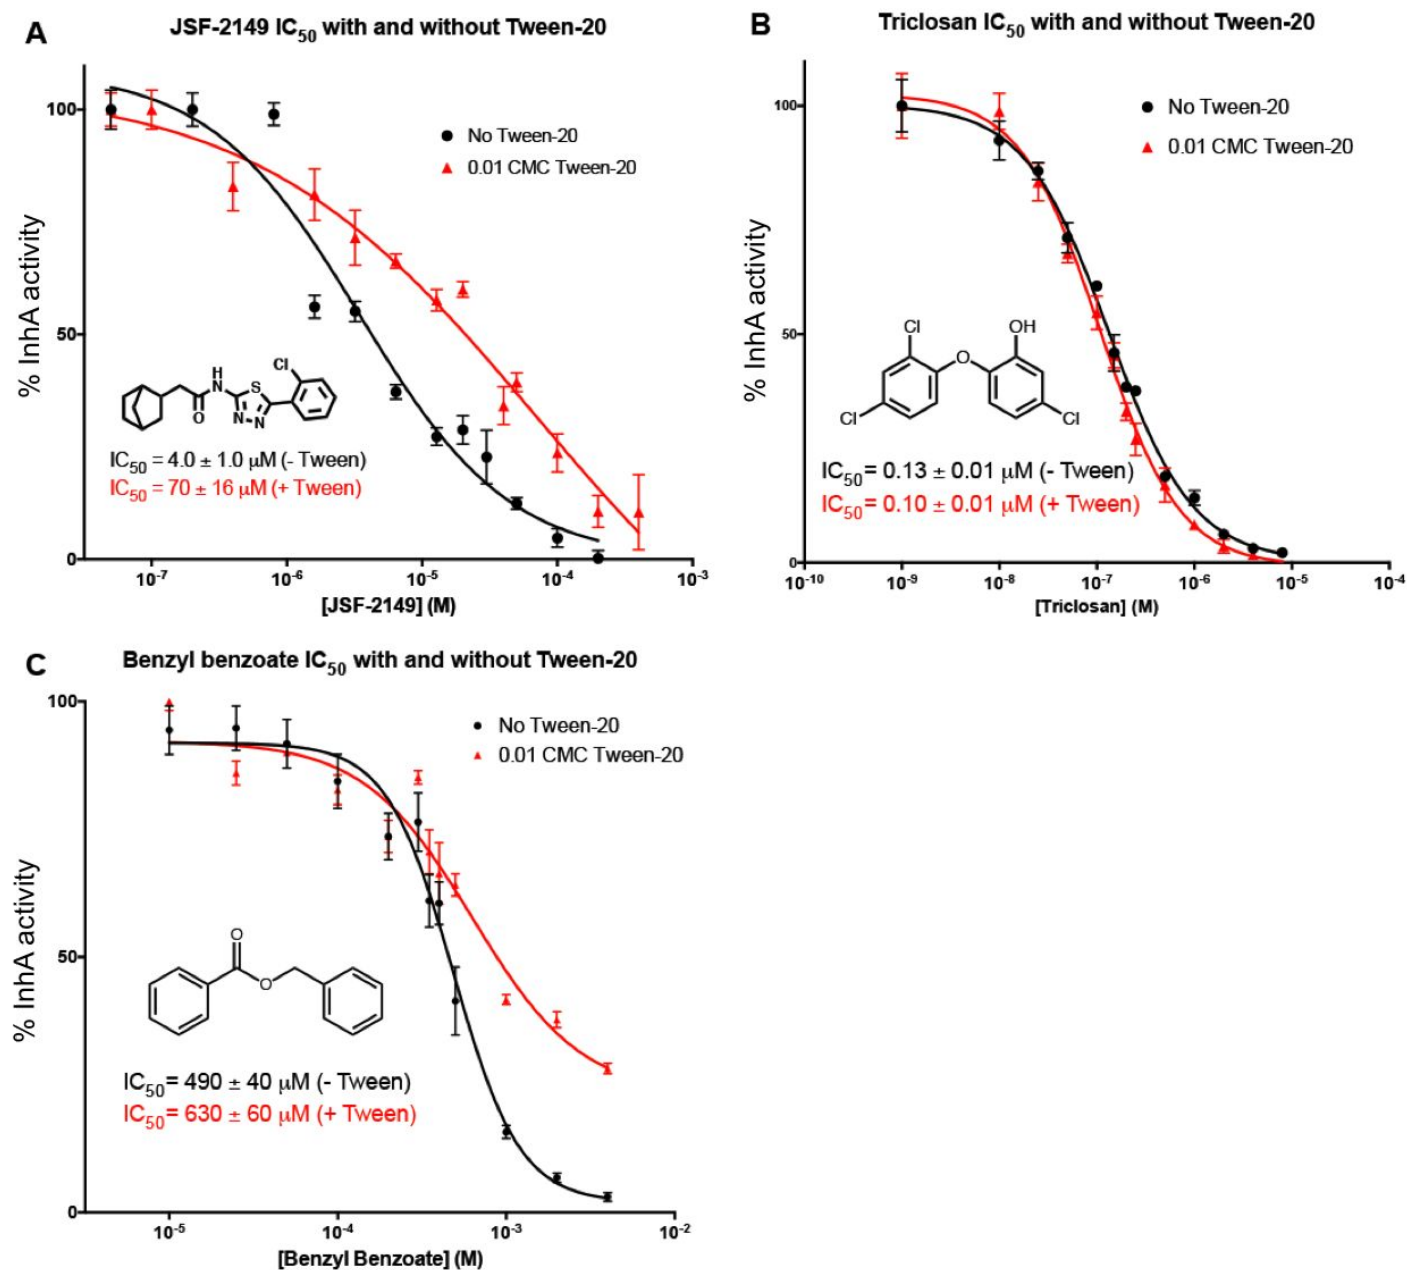 A
JSF-2149 IC50 with and without Tween-20
% InhA activity
100
50
0
No Tween-20
0.01 CMC Tween-20
Cl
H
N
O
S
N
N
IC50 = 4.0 ± 1.0 μM (- Tween)
IC50 = 70 ± 16 μM (+ Tween)
10-7
10-6
10-5
10-4
10-3
[JSF-2149] (M)
B
Triclosan IC50 with and without Tween-20
% InhA activity
100
50
0
No Tween-20
0.01 CMC Tween-20
Cl
OH
O
Cl
Cl
IC50 = 0.13 ± 0.01 μM (- Tween)
IC50= 0.10 ± 0.01 μM (+ Tween)
10-10
10-9
10-8
10-7
10-6
10-5
10-4
[Triclosan] (M)
C
Benzyl benzoate IC50 with and without Tween-20
% InhA activity
100
50
0
No Tween-20
0.01 CMC Tween-20
O
O
IC50= 490 ± 40 μM (- Tween)
IC50= 630 ± 60 μM (+ Tween)
10-5
10-4
10-3
10-2
[Benzyl Benzoate] (M)